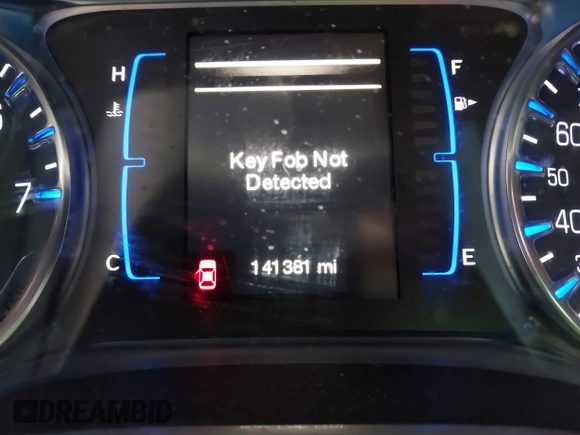 H
F
Key Fob Not
Detected
7
60
50
40
C
141381 mi
E
DREAMBID